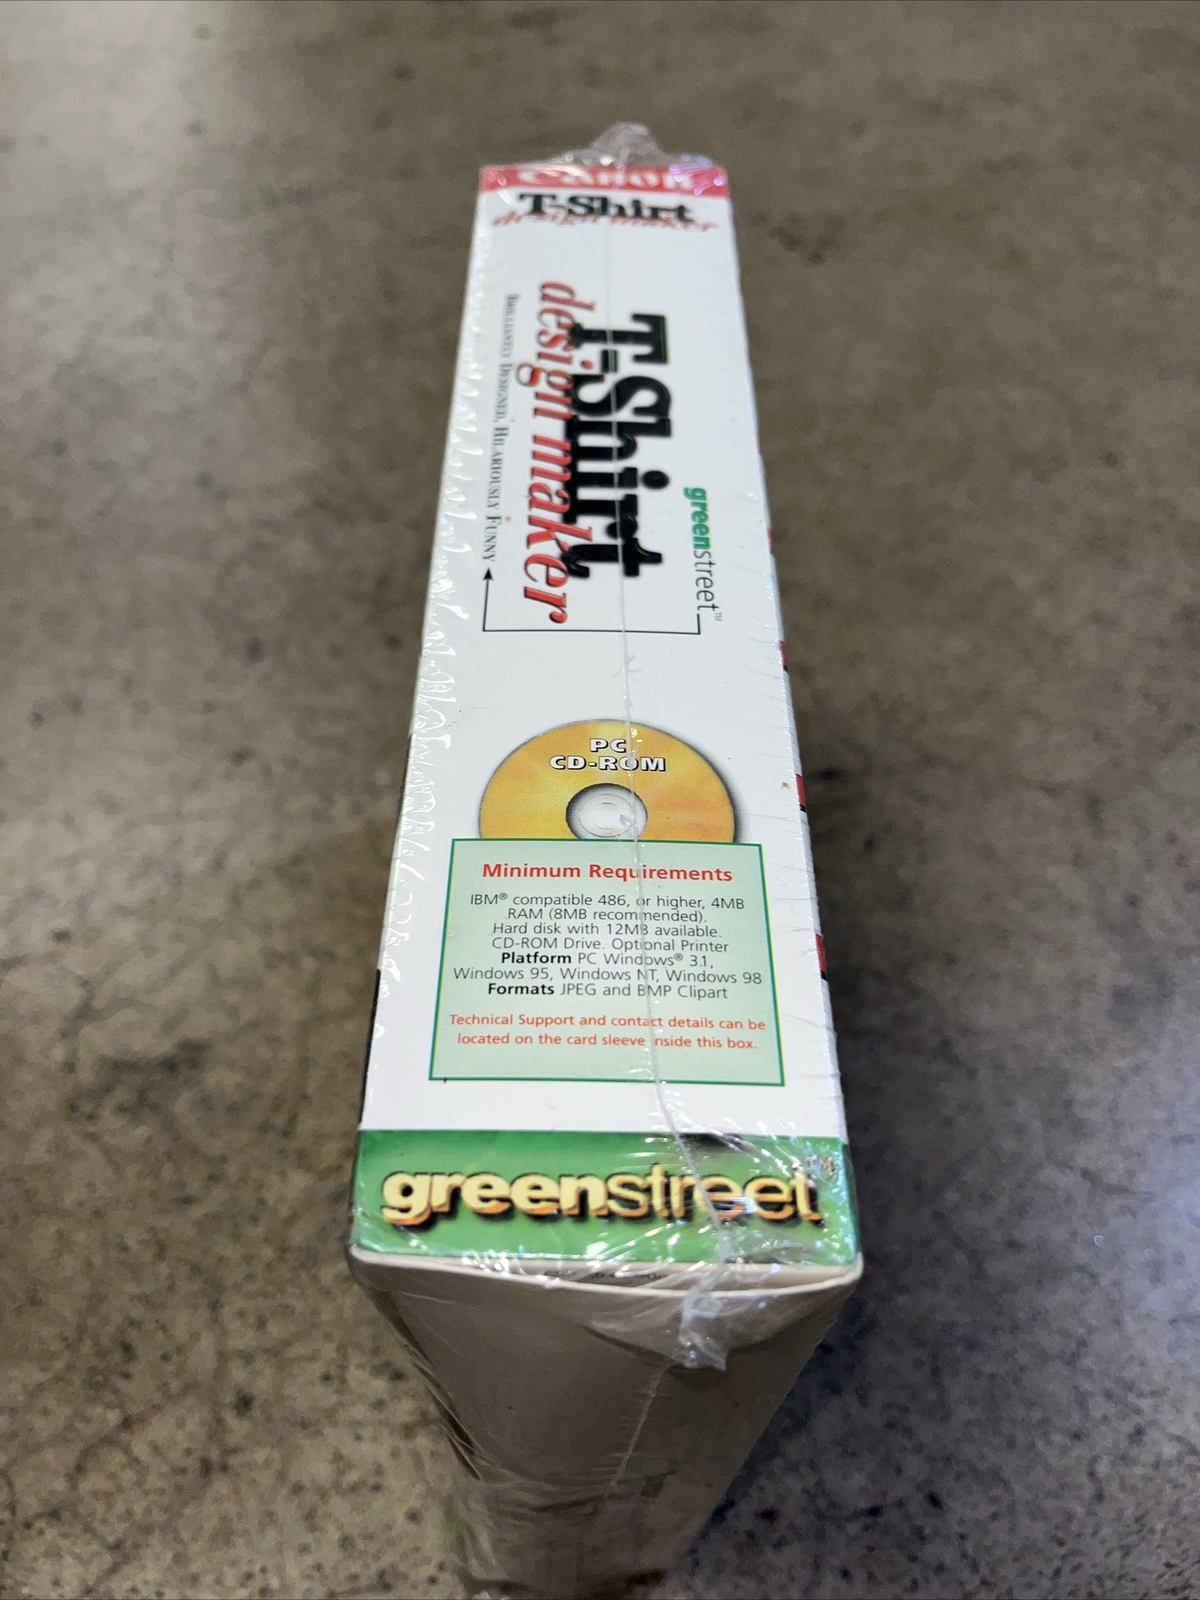 Canon
T-Shirt
design maker
greenstreet™
T-Shirt
design maker
BRILLIANTLY DESIGNED, HILARIOUSLY FUNNY
PC
CD-ROM
Minimum Requirements
IBM® compatible 486, or higher, 4MB
RAM (8MB recommended).
Hard disk with 12MB available.
CD-ROM Drive. Optional Printer
Platform PC Windows® 3.1,
Windows 95, Windows NT, Windows 98
Formats JPEG and BMP Clipart
Technical Support and contact details can be
located on the card sleeve inside this box.
greenstreet™